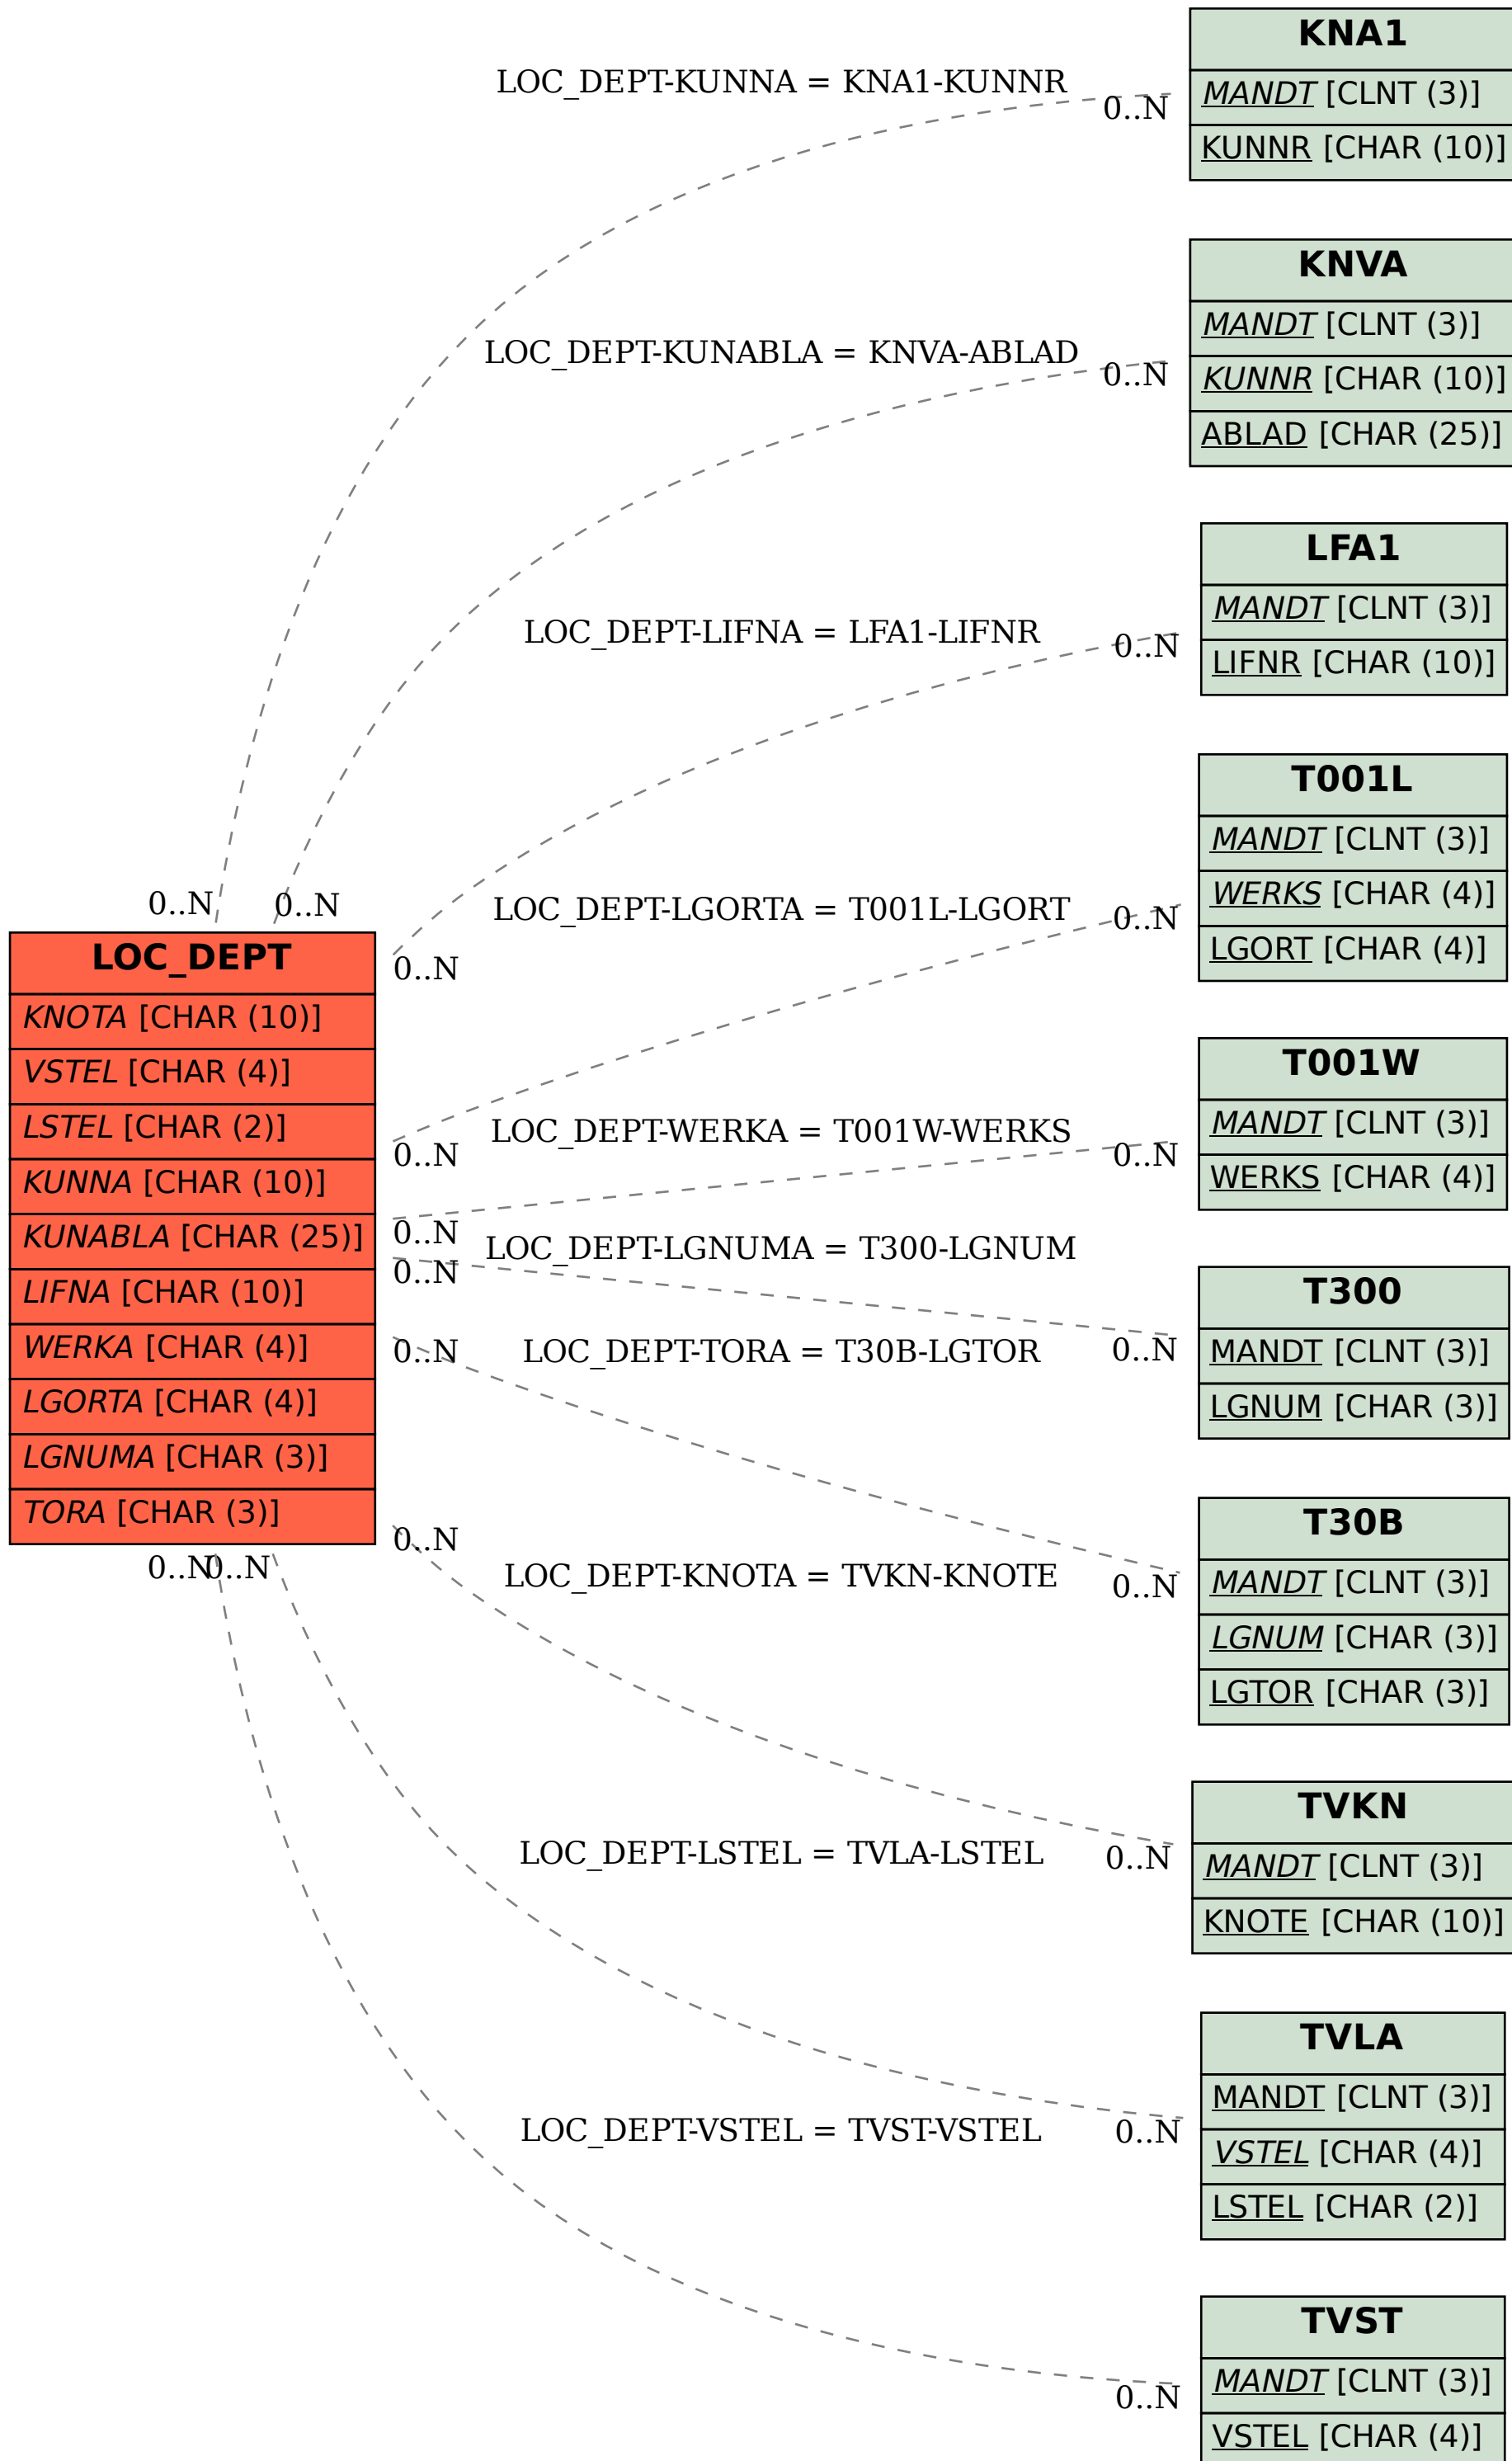 KNA1
MANDT [CLNT (3)]
KUNNR [CHAR (10)]
LOC_DEPT-KUNNA = KNA1-KUNNR
0..N
KNVA
MANDT [CLNT (3)]
KUNNR [CHAR (10)]
ABLAD [CHAR (25)]
LOC_DEPT-KUNABLA = KNVA-ABLAD
0..N
LFA1
MANDT [CLNT (3)]
LIFNR [CHAR (10)]
LOC_DEPT-LIFNA = LFA1-LIFNR
0..N
T001L
MANDT [CLNT (3)]
WERKS [CHAR (4)]
LGORT [CHAR (4)]
LOC_DEPT-LGORTA = T001L-LGORT
0..N
0..N
0..N
0..N
LOC_DEPT
KNOTA [CHAR (10)]
VSTEL [CHAR (4)]
LSTEL [CHAR (2)]
KUNNA [CHAR (10)]
KUNABLA [CHAR (25)]
LIFNA [CHAR (10)]
WERKA [CHAR (4)]
LGORTA [CHAR (4)]
LGNUMA [CHAR (3)]
TORA [CHAR (3)]
T001W
MANDT [CLNT (3)]
WERKS [CHAR (4)]
LOC_DEPT-WERKA = T001W-WERKS
0..N
0..N
0..N
LOC_DEPT-LGNUMA = T300-LGNUM
0..N
T300
MANDT [CLNT (3)]
LGNUM [CHAR (3)]
0..N
LOC_DEPT-TORA = T30B-LGTOR
0..N
T30B
MANDT [CLNT (3)]
LGNUM [CHAR (3)]
LGTOR [CHAR (3)]
0..N
0..N
0..N
0..N
LOC_DEPT-KNOTA = TVKN-KNOTE
0..N
TVKN
MANDT [CLNT (3)]
KNOTE [CHAR (10)]
LOC_DEPT-LSTEL = TVLA-LSTEL
0..N
TVLA
MANDT [CLNT (3)]
VSTEL [CHAR (4)]
LSTEL [CHAR (2)]
LOC_DEPT-VSTEL = TVST-VSTEL
0..N
TVST
MANDT [CLNT (3)]
VSTEL [CHAR (4)]
0..N